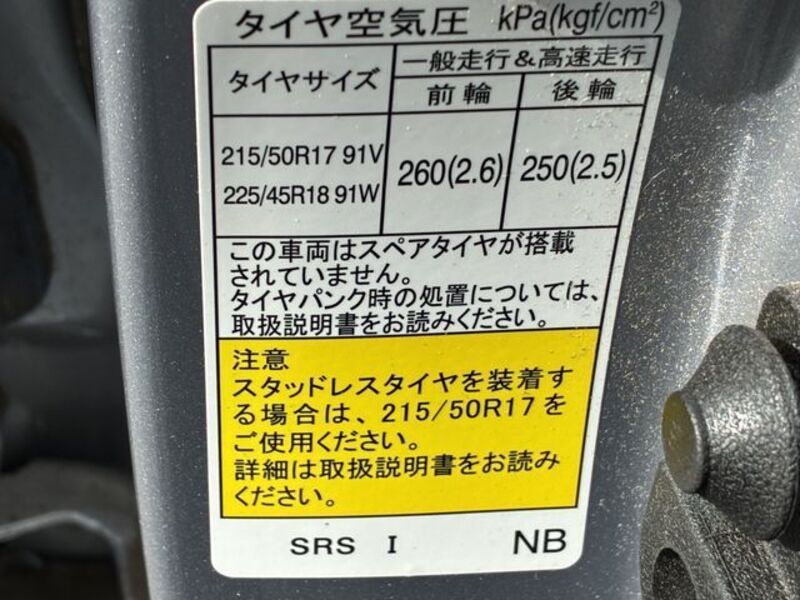 タイヤ空気圧 kPa(kgf/cm²)
タイヤサイズ 一般走行&高速走行
前輪 後輪
215/50R17 91V
225/45R18 91W
260(2.6) 250(2.5)
この車両はスペアタイヤが搭載
されていません。
タイヤパンク時の処置については、
取扱説明書をお読みください。
注意
スタッドレスタイヤを装着す
る場合は、215/50R17を
ご使用ください。
詳細は取扱説明書をお読み
ください。
SRS I NB